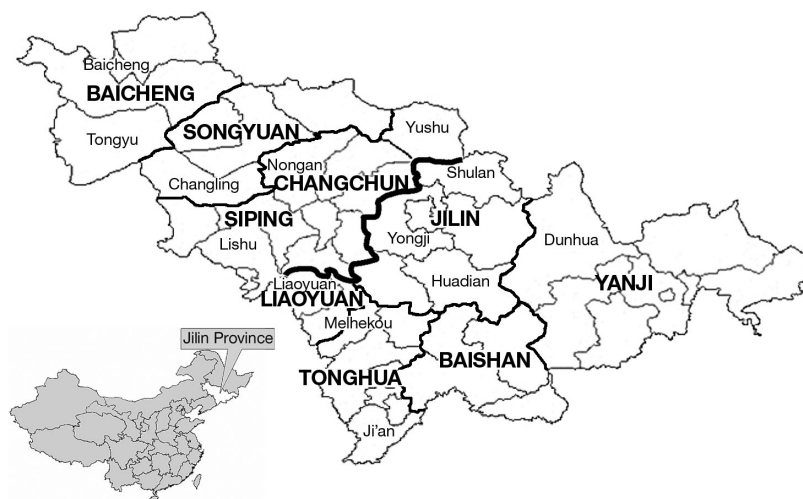 Baicheng
BAICHENG
Tongyu
SONGYUAN
Yushu
Nongan
Changling
CHANGCHUN
Shulan
SIPING
JILIN
Lishu
Yongji
Dunhua
Liaoyuan
LIAOYUAN
Huadian
YANJI
Melhekou
Jilin Province
BAISHAN
TONGHUA
Ji'an